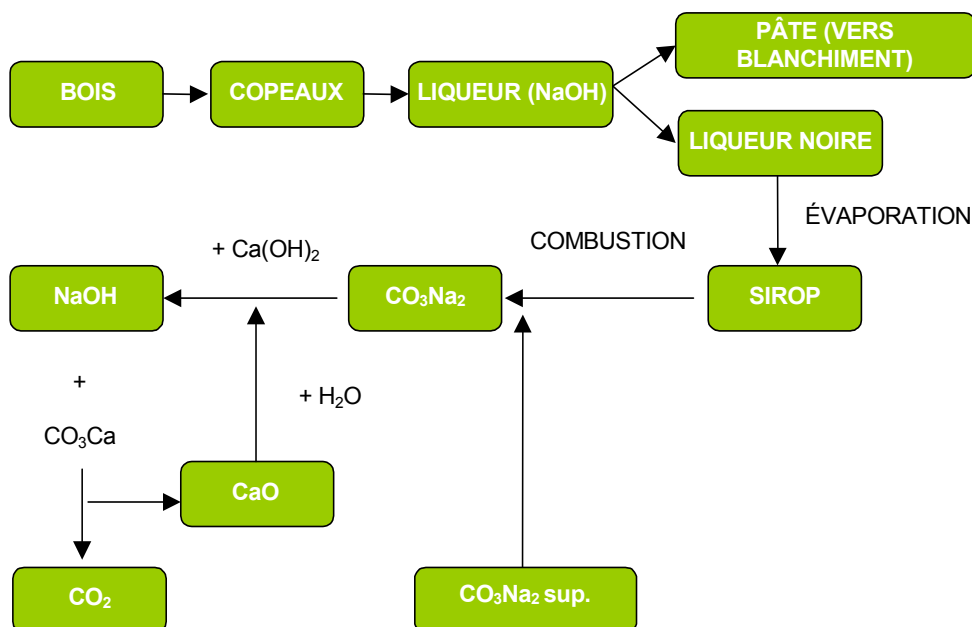 PÂTE (VERS
BLANCHIMENT)
BOIS
COPEAUX
LIQUEUR (NaOH)
LIQUEUR NOIRE
ÉVAPORATION
COMBUSTION
+ Ca(OH)₂
NaOH
CO₃Na₂
SIROP
+
+ H₂O
CO₃Ca
CaO
CO₂
CO₃Na₂ sup.